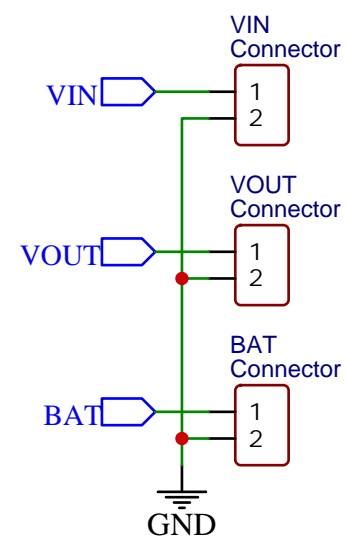 VIN
Connector
VIN
1
2
VOUT
Connector
VOUT
1
2
BAT
Connector
BAT
1
2
GND